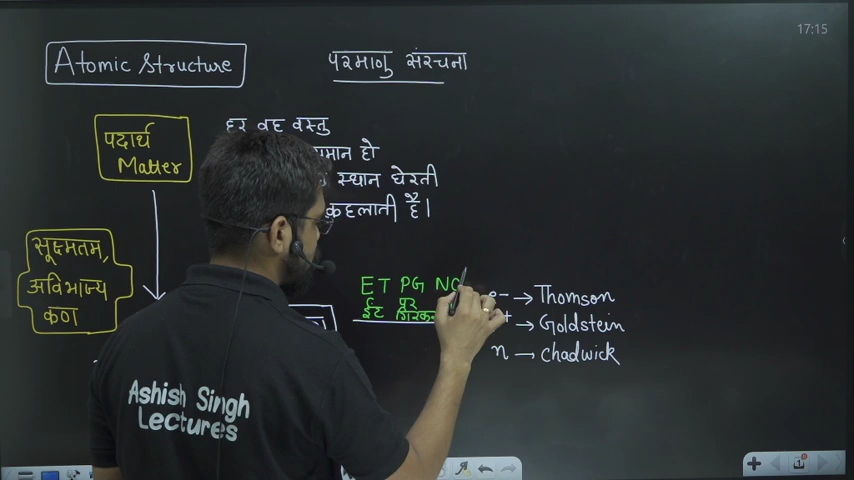 17:15
Atomic Structure
परमाणु संरचना
पदार्थ
Matter
हर वह वस्तु
हो
स्थान घेरती
कहलाती है।
सूक्ष्मतम,
अविभाज्य
कण
ET PG NC
ईंट पर
e- → Thomson
+ → Goldstein
n → Chadwick
Ashish Singh
Lectures
1